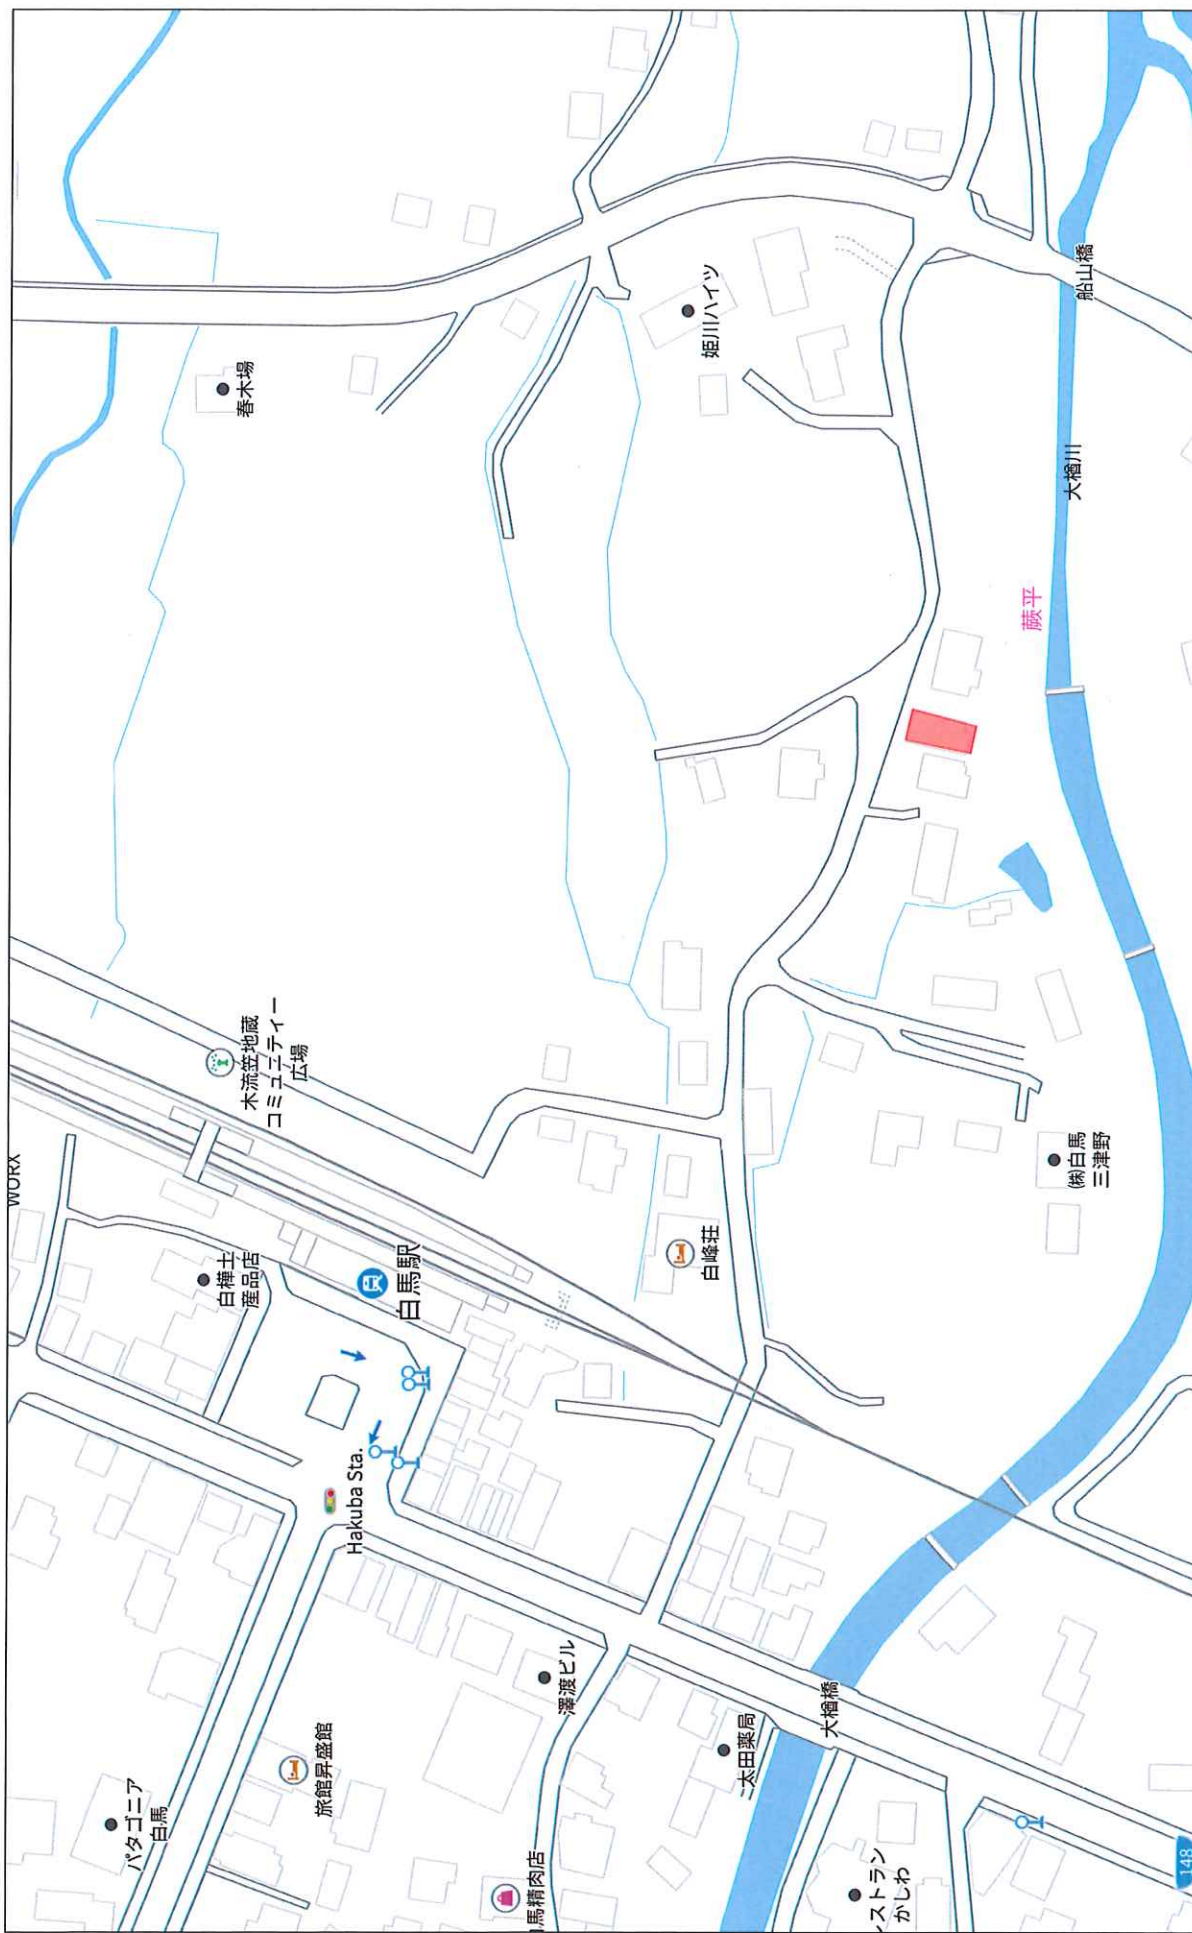 WORX
白樺土
産品店
木流笠地蔵
コミュニティー
広場
春木場
白馬駅
Hakuba Sta.
パタゴニア
白馬
旅館昇盛館
澤渡ビル
馬精肉店
太田薬局
白峰荘
姫川ハイツ
船山橋
大楢川
蕨平
㈱白馬
三津野
大楢橋
ストラン
かしわ
148